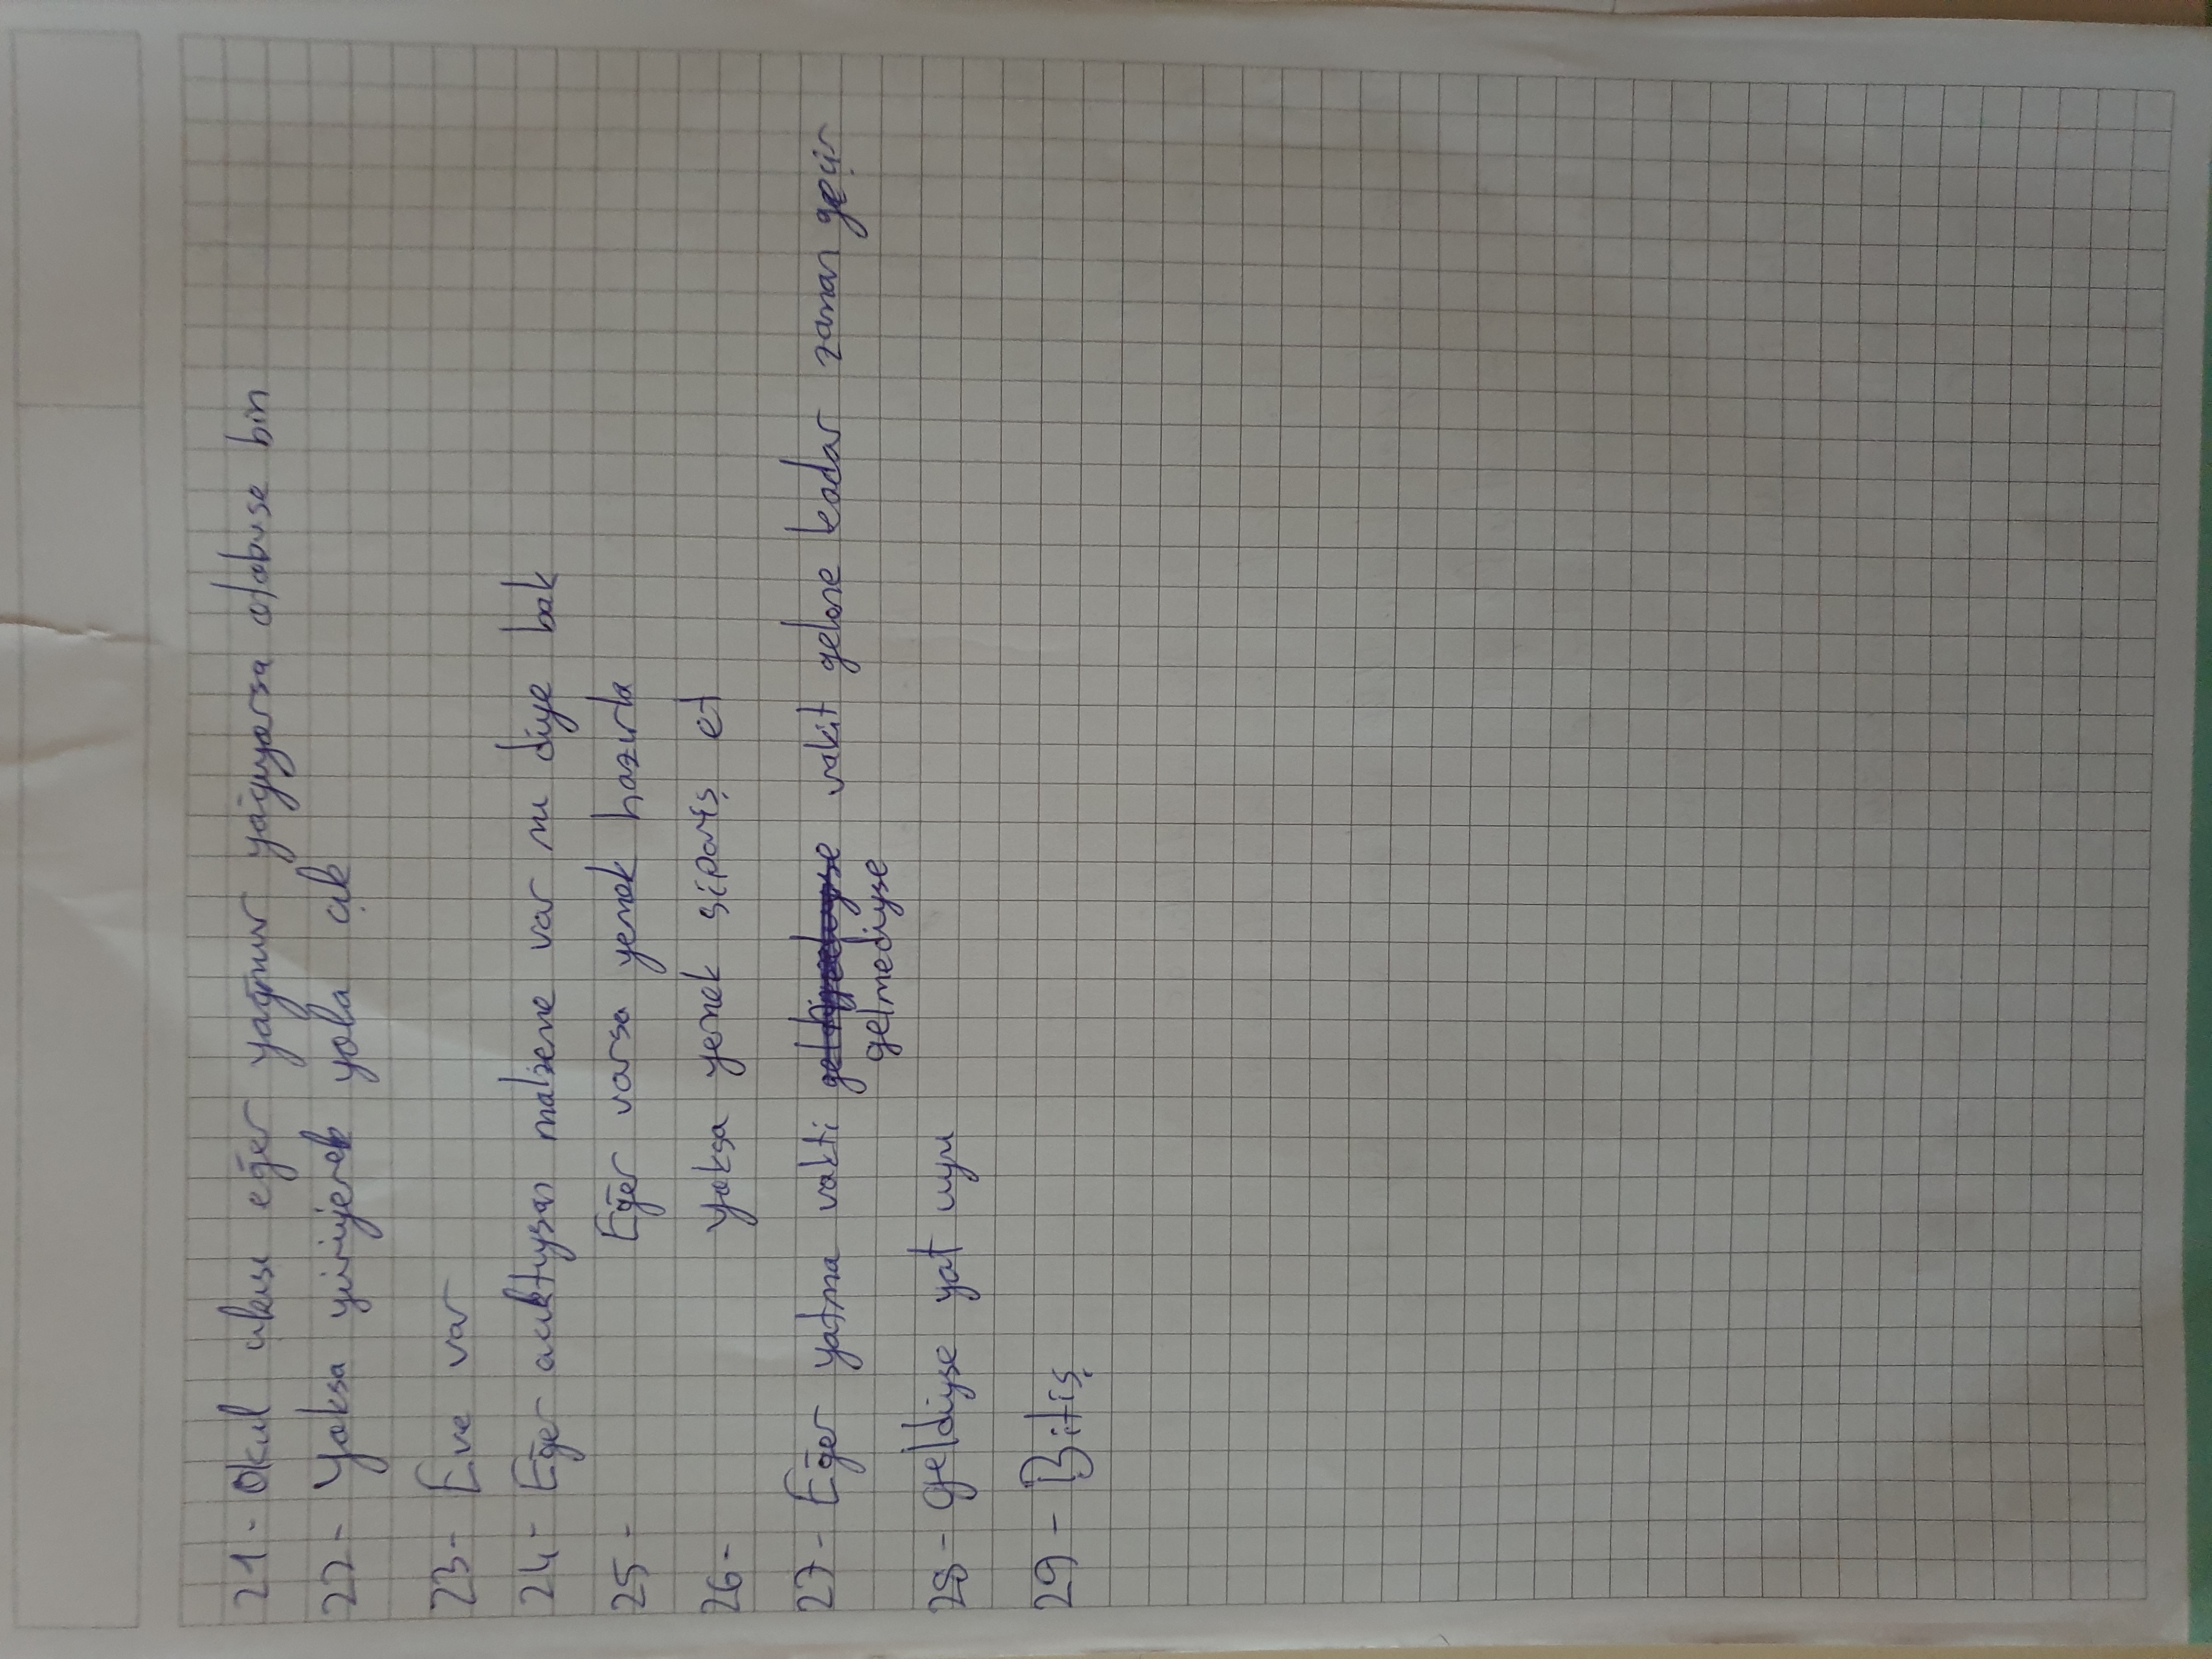 21- Okul çıkışı eğer yağmur yağıyorsa otobüse bin
22- Yoksa yürüyerek yola çık
23- Eve var
24- Eğer acıktıysan malzeme var mı diye bak
25- Eğer varsa yemek hazırla
26- yoksa yemek sipariş et
27- Eğer yatma vakti vakit gelene kadar zaman geçir
gelmediyse
28- geldiyse yat uyu
29- Bitiş